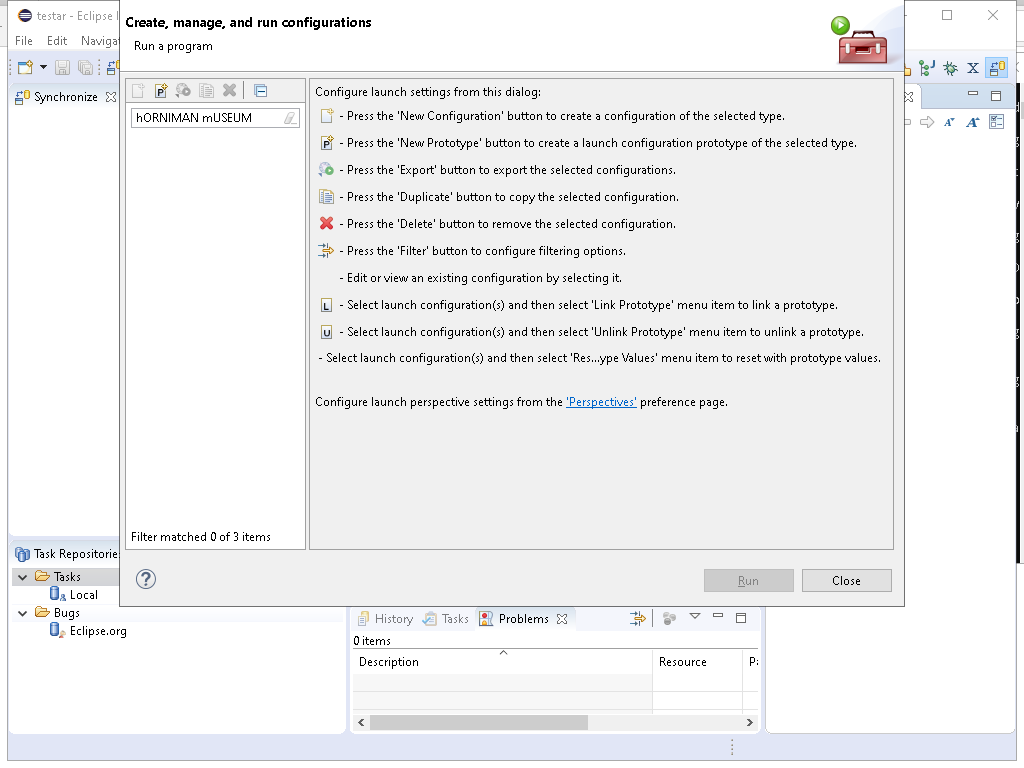 testar - Eclipse I
File Edit Navigat
Synchronize
Create, manage, and run configurations
Run a program
hORNIMAN mUSEUM
Filter matched 0 of 3 items
Configure launch settings from this dialog:
- Press the 'New Configuration' button to create a configuration of the selected type.
- Press the 'New Prototype' button to create a launch configuration prototype of the selected type.
- Press the 'Export' button to export the selected configurations.
- Press the 'Duplicate' button to copy the selected configuration.
- Press the 'Delete' button to remove the selected configuration.
- Press the 'Filter' button to configure filtering options.
- Edit or view an existing configuration by selecting it.
L - Select launch configuration(s) and then select 'Link Prototype' menu item to link a prototype.
U - Select launch configuration(s) and then select 'Unlink Prototype' menu item to unlink a prototype.
- Select launch configuration(s) and then select 'Res...ype Values' menu item to reset with prototype values.
Configure launch perspective settings from the 'Perspectives' preference page.
Run Close
Task Repositorie
Tasks
Local
Bugs
Eclipse.org
History Tasks Problems
0 items
Description Resource Pa